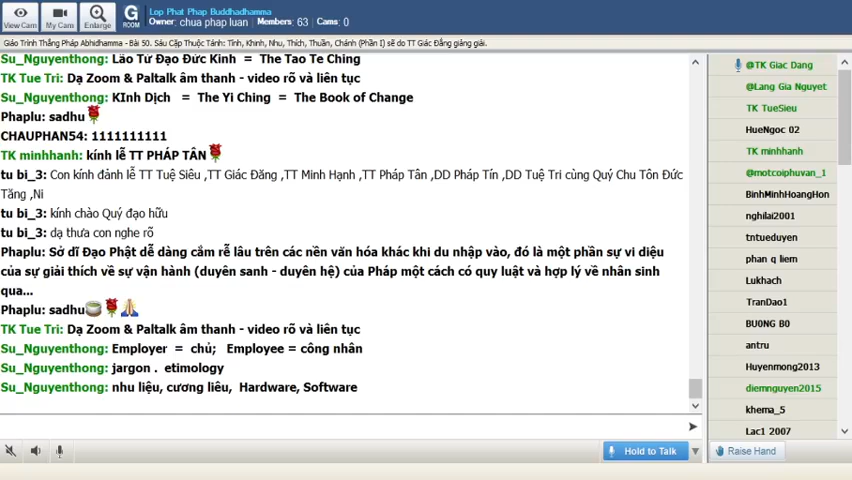 View Cam
My Cam
Enlarge
G
ROOM
Lop Phat Phap Buddhadhamma
Owner: chua phap luan Members: 63 Cams: 0
Giáo Trình Thắng Pháp Abhidhamma - Bài 50. Sáu Cặp Thuộc Tánh: Tỉnh, Khinh, Nhu, Thích, Thuần, Chánh (Phần I) sẽ do TT Giác Đẳng giảng giải.
Su_Nguyenthong: Lão Tử Đạo Đức Kinh = The Tao Te Ching
TK Tue Tri: Dạ Zoom & Paltalk âm thanh - video rõ và liên tục
Su_Nguyenthong: KInh Dịch = The Yi Ching = The Book of Change
Phaplu: sadhu
CHAUPHAN54: 1111111111
TK minhhanh: kính lễ TT PHÁP TÂN
tu bi_3: Con kính đảnh lễ TT Tuệ Siêu ,TT Giác Đăng ,TT Minh Hạnh ,TT Pháp Tân ,DD Pháp Tín ,DD Tuệ Tri cùng Quý Chu Tôn Đức
Tăng ,Ni
tu bi_3: kính chào Quý đạo hữu
tu bi_3: dạ thưa con nghe rõ
Phaplu: Sở dĩ Đạo Phật dễ dàng cắm rễ lâu trên các nền văn hóa khác khi du nhập vào, đó là một phần sự vi diệu
của sự giải thích về sự vận hành (duyên sanh - duyên hệ) của Pháp một cách có quy luật và hợp lý về nhân sinh
qua...
Phaplu: sadhu
TK Tue Tri: Dạ Zoom & Paltalk âm thanh - video rõ và liên tục
Su_Nguyenthong: Employer = chủ; Employee = công nhân
Su_Nguyenthong: jargon . etimology
Su_Nguyenthong: nhu liệu, cương liêu, Hardware, Software
Hold to Talk
@TK Giac Dang
@Lang Gia Nguyet
TK TueSieu
HueNgoc 02
TK minhhanh
@motcoiphuvan_1
BinhMinhHoangHon
nghilai2001
tntueduyen
phan q liem
Lukhach
TranDao1
BU0NG B0
antru
Huyenmong2013
diemnguyen2015
khema_5
Lac1 2007
Raise Hand